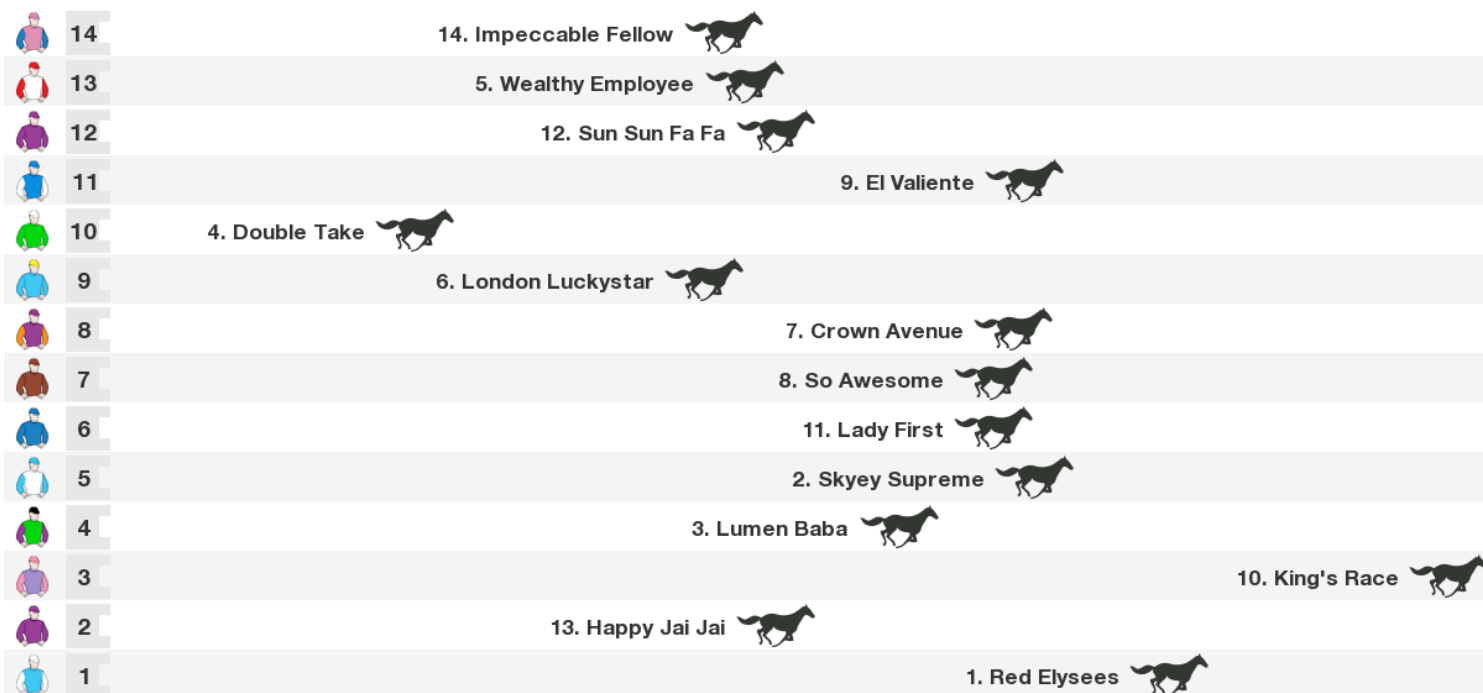 14 14. Impeccable Fellow
13 5. Wealthy Employee
12 12. Sun Sun Fa Fa
11 9. El Valiente
10 4. Double Take
9 6. London Luckystar
8 7. Crown Avenue
7 8. So Awesome
6 11. Lady First
5 2. Skyey Supreme
4 3. Lumen Baba
3 10. King's Race
2 13. Happy Jai Jai
1 1. Red Elysees